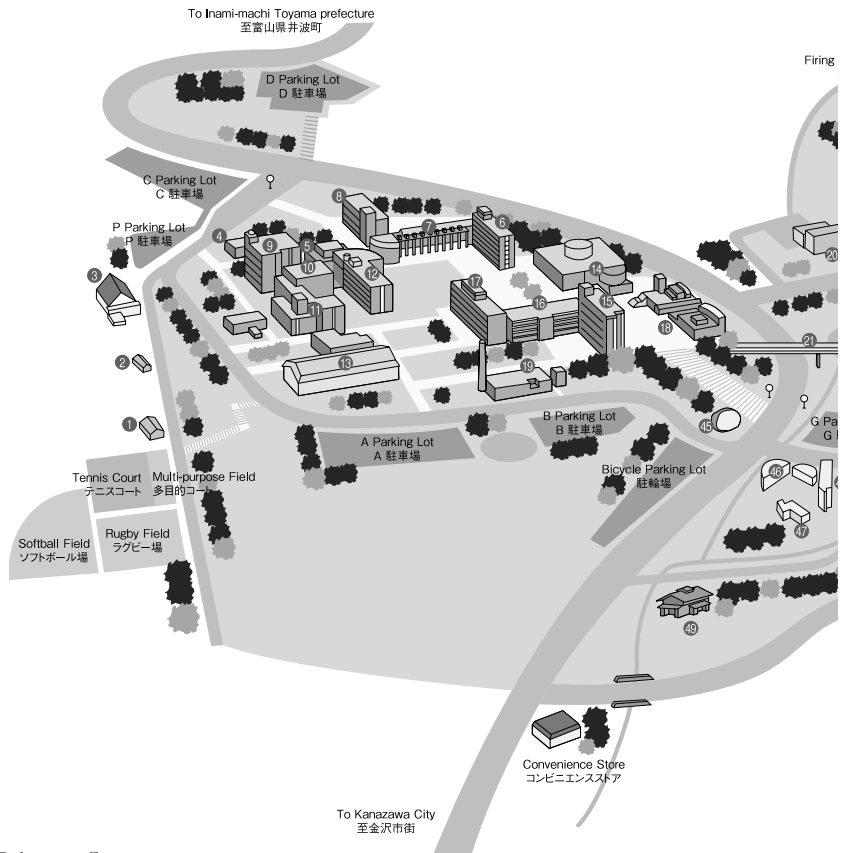 To Inami-machi Toyama prefecture
至富山県井波町
Firing
D Parking Lot
D 駐車場
C Parking Lot
C 駐車場
P Parking Lot
P 駐車場
8
6
7
4
9
5
10
12
3
14
20
17
16
15
11
18
21
2
13
19
1
A Parking Lot
A 駐車場
B Parking Lot
B 駐車場
45
G Pa
G
Bicycle Parking Lot
駐輪場
46
47
Tennis Court
テニスコート
Multi-purpose Field
多目的コート
Softball Field
ソフトボール場
Rugby Field
ラグビー場
49
Convenience Store
コンビニエンスストア
To Kanazawa City
至金沢市街